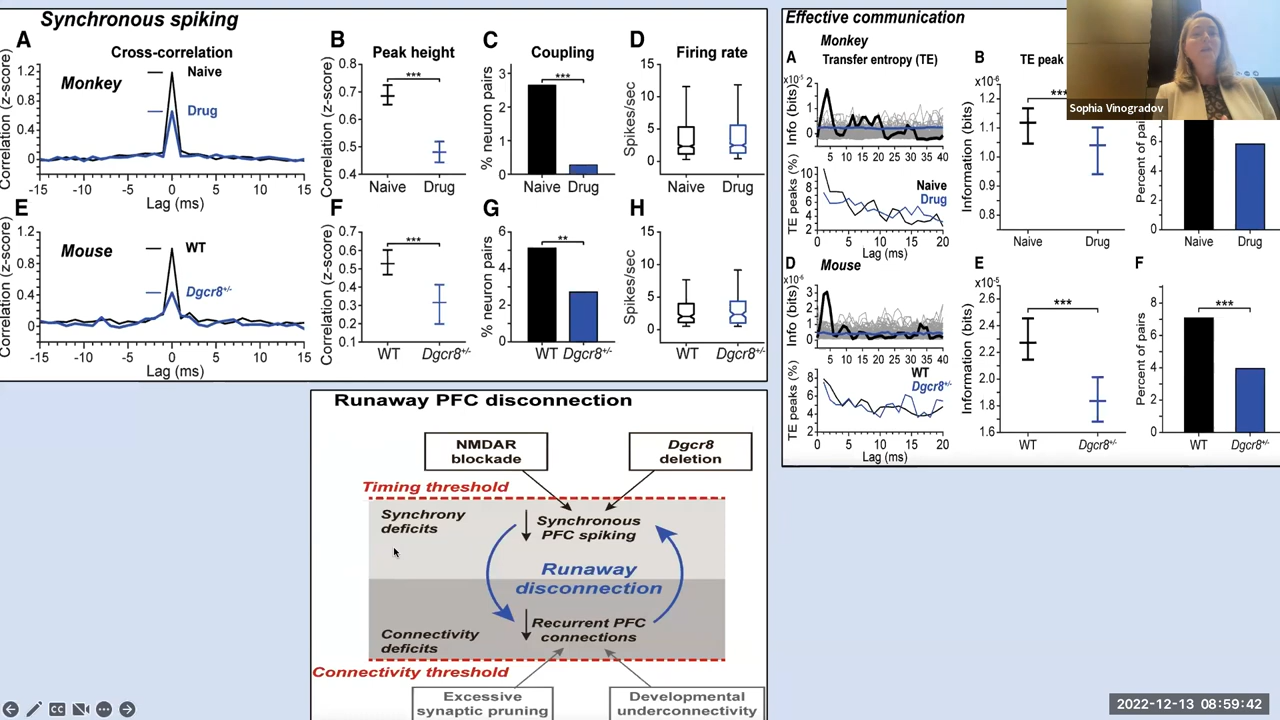 Synchronous spiking
A
Cross-correlation
Monkey
Naive
Drug
Correlation (z-score)
1.2
0.8
0.4
0
-15
-10
-5
0
5
10
15
Lag (ms)
B
Peak height
***
Correlation (z-score)
0.8
0.7
0.6
0.5
0.4
Naive
Drug
C
Coupling
***
% neuron pairs
3
2
1
0
Naive
Drug
D
Firing rate
Spikes/sec
15
10
5
0
Naive
Drug
E
Mouse
WT
Dgcr8+/-
Correlation (z-score)
1.2
0.8
0.4
0
-15
-10
-5
0
5
10
15
Lag (ms)
F
***
Correlation (z-score)
0.7
0.6
0.5
0.3
0.2
0.1
WT
Dgcr8+/-
G
**
% neuron pairs
6
4
2
0
WT
Dgcr8+/-
H
Spikes/sec
15
10
5
0
WT
Dgcr8+/-
Effective communication
Monkey
A
Transfer entropy (TE)
x10-5
Info (bits)
2
1
0
5
10
15
20
25
30
35
40
TE peaks (%)
10
8
6
4
2
Naive
Drug
0
5
10
15
20
Lag (ms)
B
TE peak
x10-6
***
Information (bits)
1.2
1.1
1.0
0.9
0.8
Naive
Drug
Percent of pairs
6
4
2
0
Naive
Drug
Sophia Vinogradov
D
Mouse
x10-6
Info (bits)
3
2
1
0
5
10
15
20
25
30
35
40
TE peaks (%)
8
6
4
2
WT
Dgcr8+/-
0
5
10
15
20
Lag (ms)
E
x10-5
***
Information (bits)
2.6
2.4
2.2
2.0
1.8
1.6
WT
Dgcr8+/-
F
***
Percent of pairs
8
6
4
2
0
WT
Dgcr8+/-
Runaway PFC disconnection
NMDAR
blockade
Dgcr8
deletion
Timing threshold
Synchrony
deficits
Synchronous
PFC spiking
Runaway
disconnection
Recurrent PFC
connections
Connectivity
deficits
Connectivity threshold
Excessive
synaptic pruning
Developmental
underconnectivity
CC
2022-12-13 08:59:42